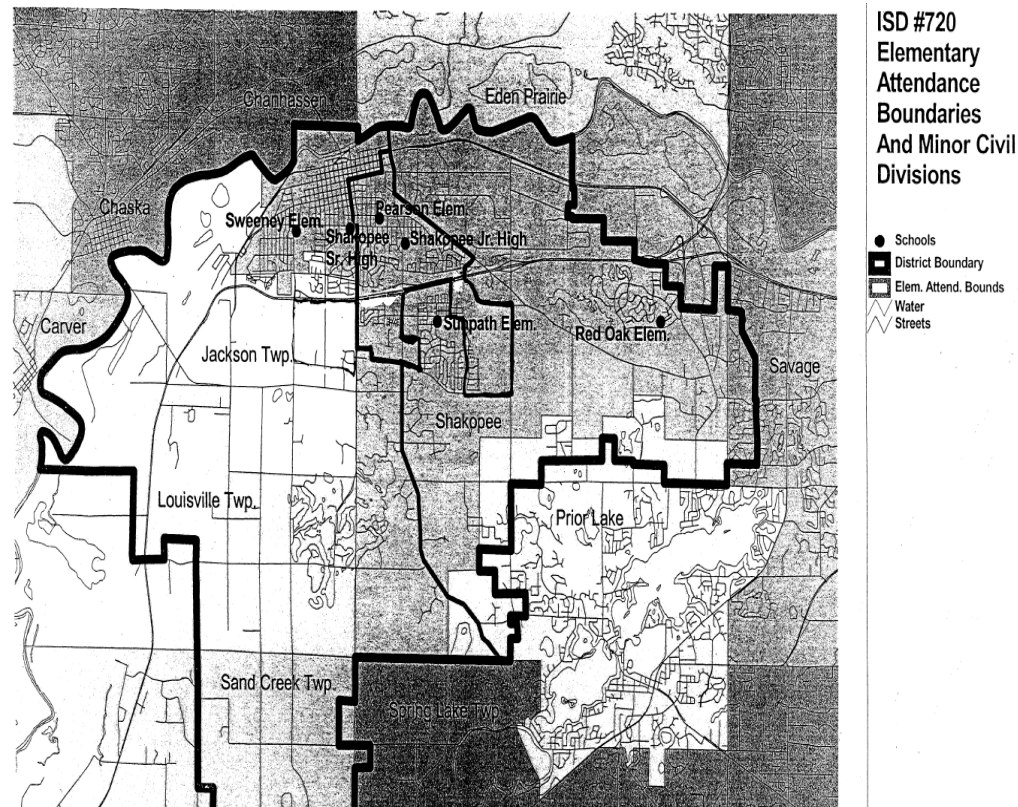 ISD #720
Elementary
Attendance
Boundaries
And Minor Civil
Divisions
Schools
District Boundary
Elem. Attend. Bounds
Water
Streets
Chanhassen
Eden Prairie
Chaska
Sweeney Elem.
Pearson Elem.
Shakopee
Sr. High
Shakopee Jr. High
Carver
Sunpath Elem.
Red Oak Elem.
Jackson Twp.
Savage
Shakopee
Louisville Twp.
Prior Lake
Sand Creek Twp.
Spring Lake Twp.